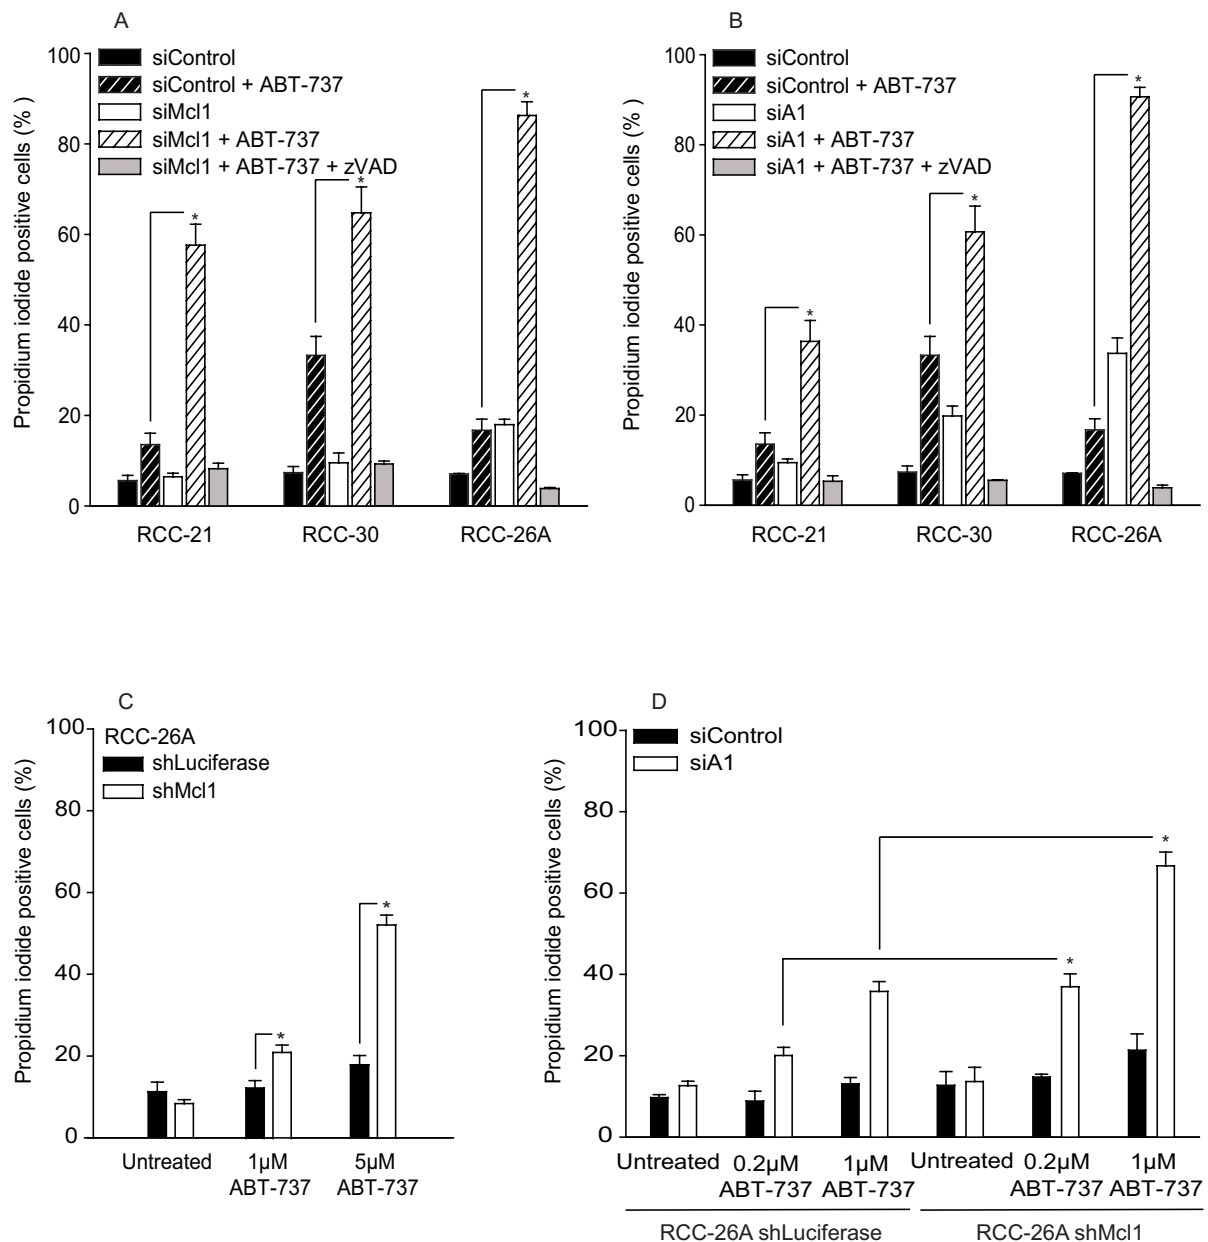 A
Propidium iodide positive cells (% )
100
80
60
40
20
0
siControl
siControl + ABT-737
siMcl1
siMcl1 + ABT-737
siMcl1 + ABT-737 + zVAD
*
*
*
RCC-21
RCC-30
RCC-26A
B
Propidium iodide positive cells (% )
100
80
60
40
20
0
siControl
siControl + ABT-737
siA1
siA1 + ABT-737
siA1 + ABT-737 + zVAD
*
*
*
RCC-21
RCC-30
RCC-26A
C
Propidium iodide positive cells (%)
100
80
60
40
20
0
RCC-26A
shLuciferase
shMcl1
*
*
Untreated
1μM
ABT-737
5μM
ABT-737
D
Propidium iodide positive cells (%)
100
80
60
40
20
0
siControl
siA1
*
*
Untreated
0.2μM
ABT-737
1μM
ABT-737
Untreated
0.2μM
ABT-737
1μM
ABT-737
RCC-26A shLuciferase
RCC-26A shMcl1